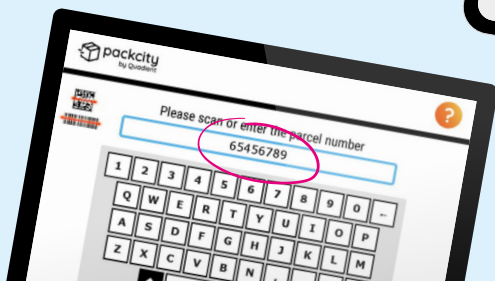 packcity
by Quadient
?
Please scan or enter the parcel number
65456789
1 2 3 4 5 6 7 8 9 0 ←
Q W E R T Y U I O P
A S D F G H J K L M
Z X C V B N